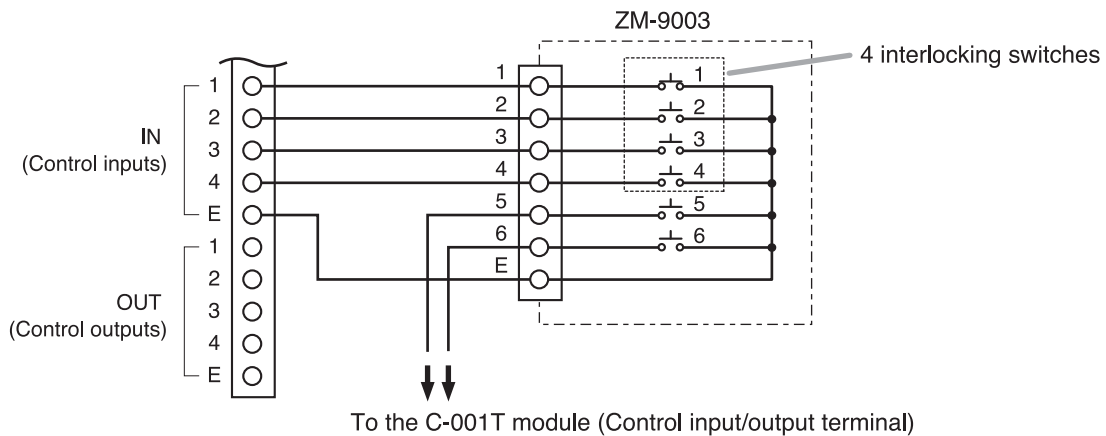 ZM-9003
4 interlocking switches
IN
(Control inputs)
1
2
3
4
E
OUT
(Control outputs)
1
2
3
4
E
1
2
3
4
5
6
E
1
2
3
4
5
6
To the C-001T module (Control input/output terminal)